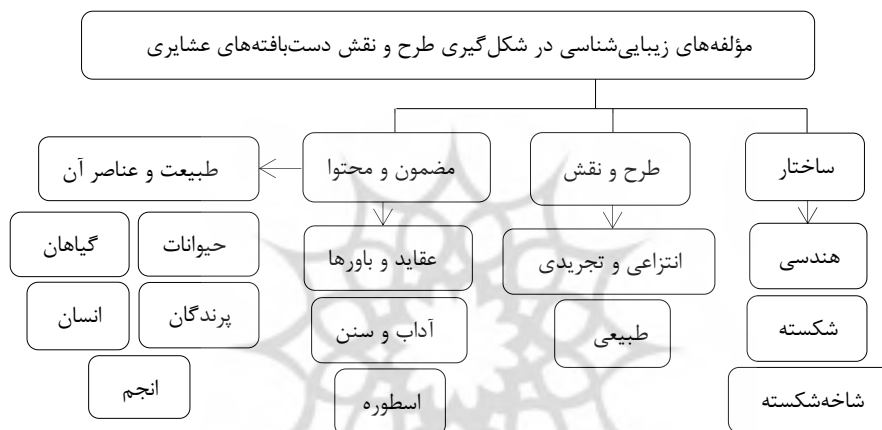 مؤلفه‌های زیبایی‌شناسی در شکل‌گیری طرح و نقش دست‌بافته‌های عشایری
ساختار
طرح و نقش
مضمون و محتوا
طبیعت و عناصر آن
هندسی
شکسته
شاخه‌شکسته
انتزاعی و تجریدی
طبیعی
عقاید و باورها
آداب و سنن
اسطوره
حیوانات
گیاهان
پرندگان
انسان
انجم